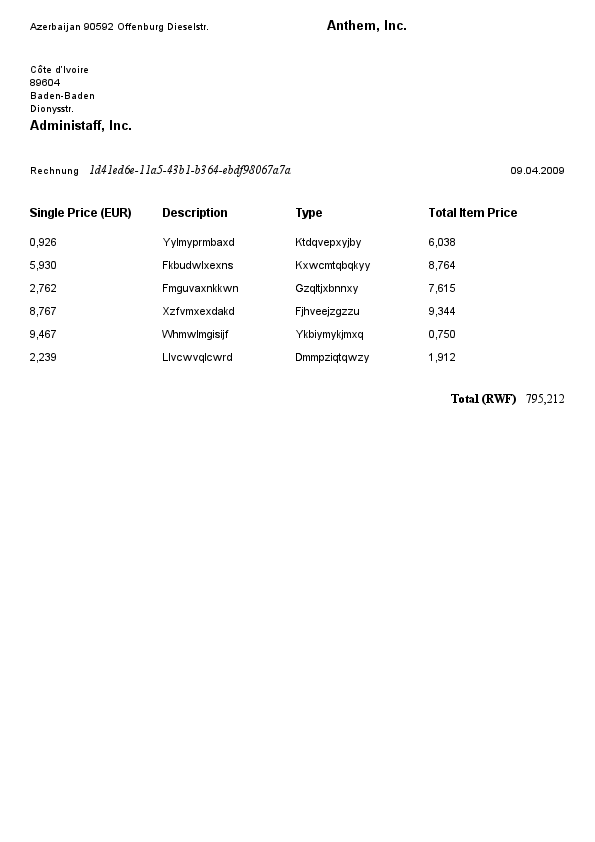 Azerbaijan 90592 Offenburg Dieselstr. Anthem, Inc.
Côte d'Ivoire
89604
Baden-Baden
Dionysstr.
Administaff, Inc.
Rechnung 1d41ed6e-11a5-43b1-b364-ebdf98067a7a 09.04.2009
Single Price (EUR) Description Type Total Item Price
0,926 Yylmyprmbaxd Ktdqvepxyjby 6,038
5,930 Fkbudwlxexns Kxwcmtqbqkyy 8,764
2,762 Fmguvaxnkkwn Gzqltjxbnnxy 7,615
8,767 Xzfvmxexdakd Fjhveejzgzzu 9,344
9,467 Whmwlmgisijf Ykbiymykjmxq 0,750
2,239 Llvcwvqlcwrd Dmmpziqtqwzy 1,912
Total (RWF) 795,212